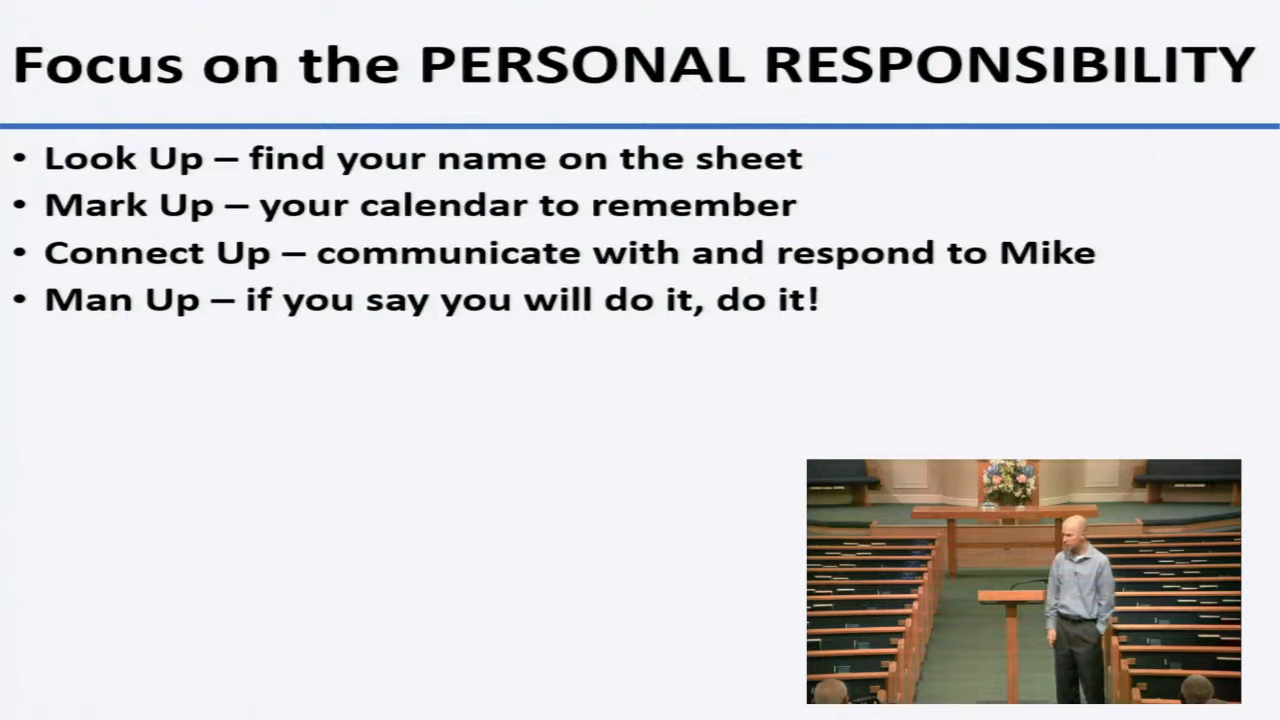 Focus on the PERSONAL RESPONSIBILITY
• Look Up – find your name on the sheet
• Mark Up – your calendar to remember
• Connect Up – communicate with and respond to Mike
• Man Up – if you say you will do it, do it!